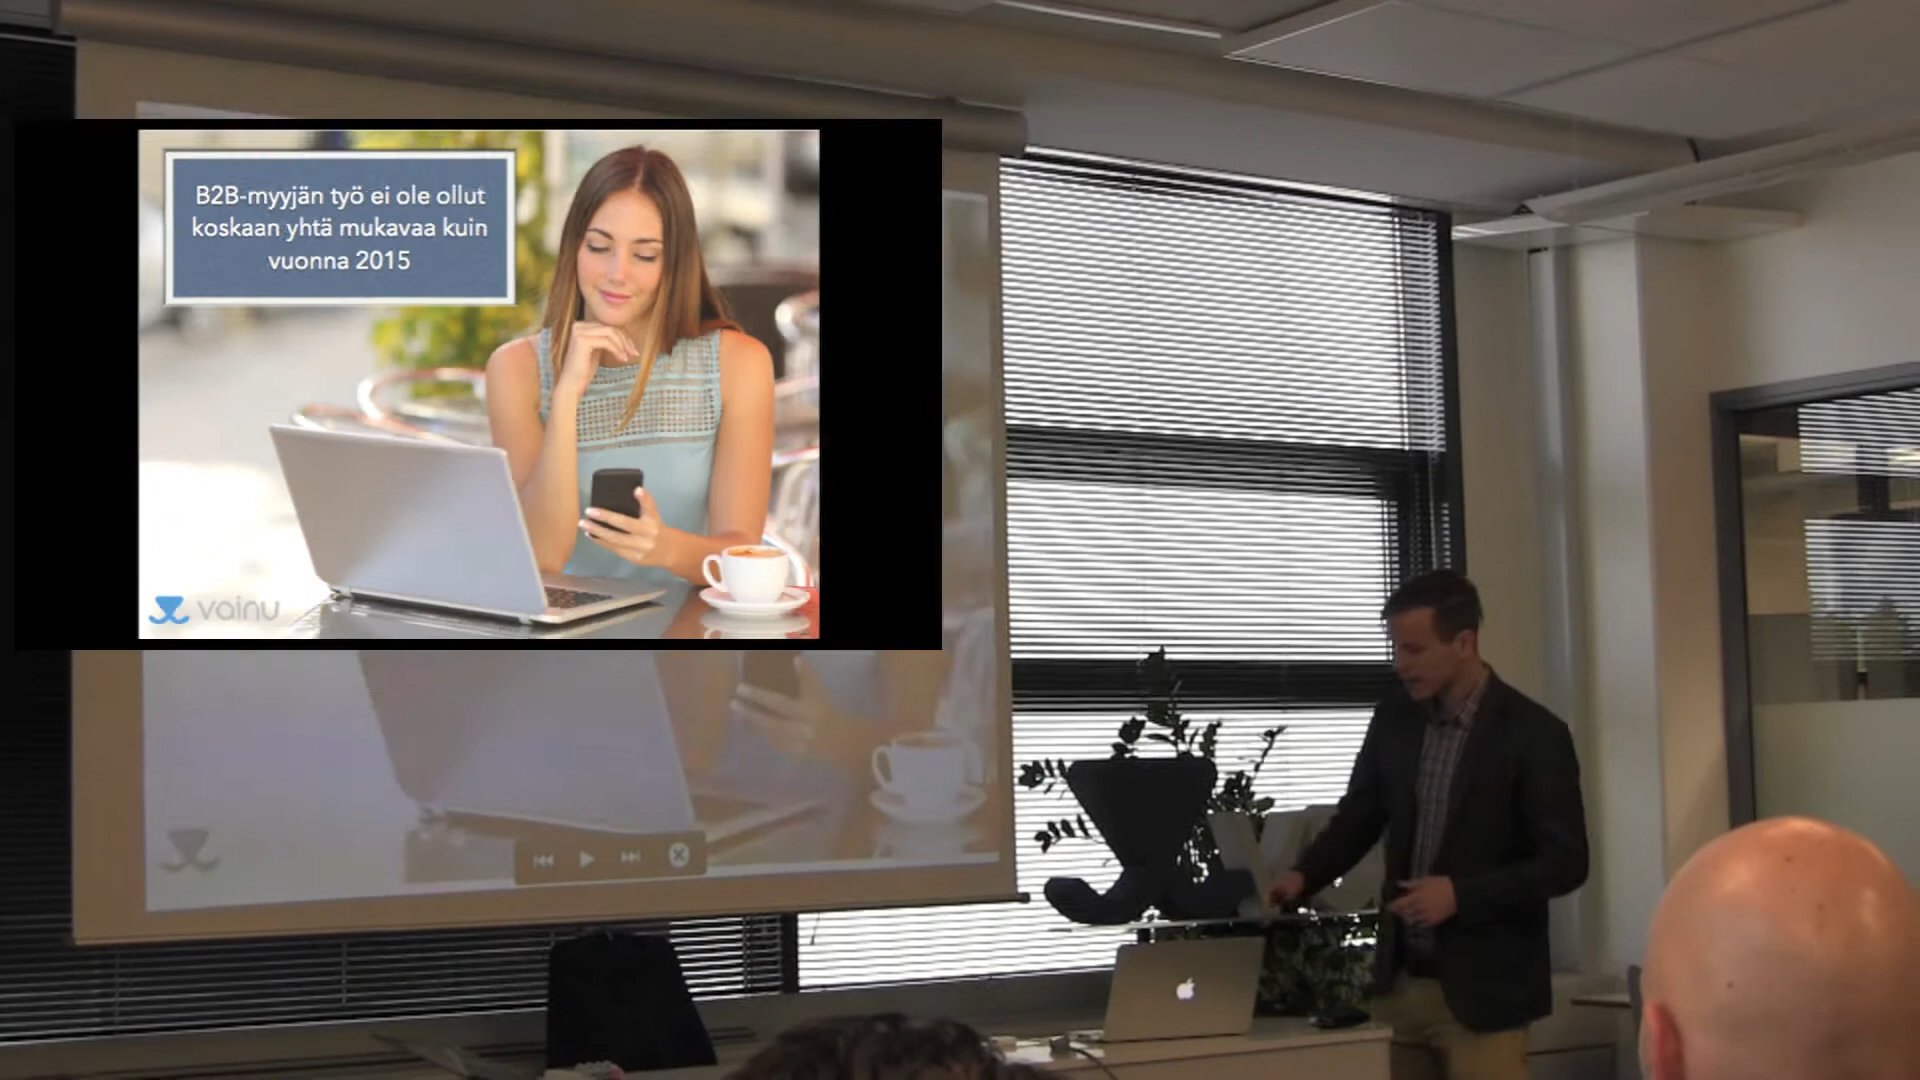 B2B-myyjän työ ei ole ollut
koskaan yhtä mukavaa kuin
vuonna 2015
vainu